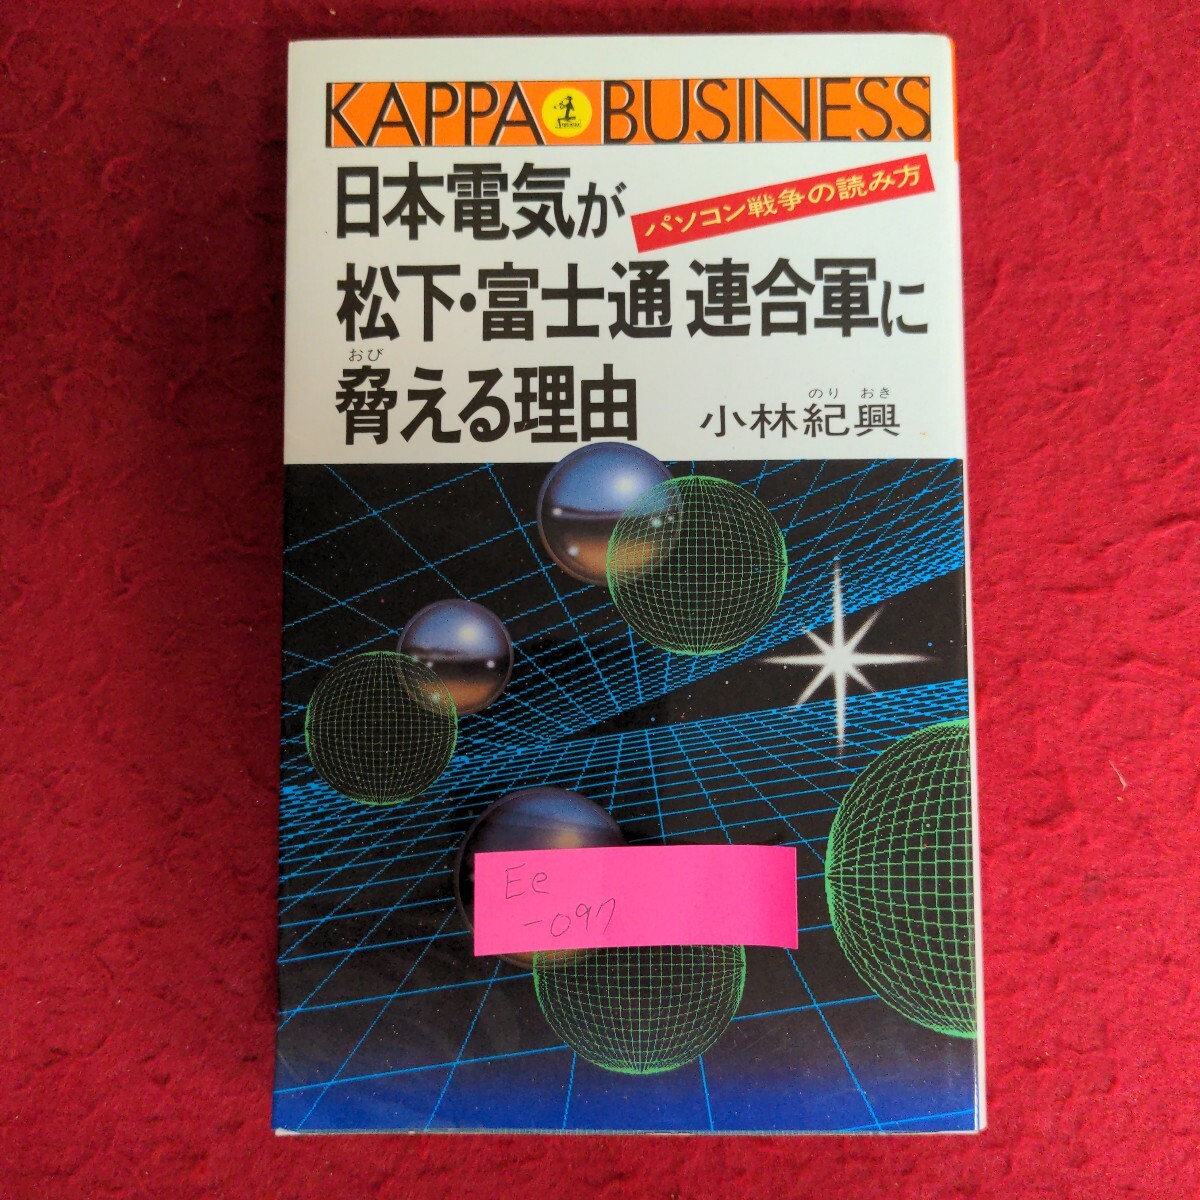 KAPPA BUSINESS
日本電気が
パソコン戦争の読み方
松下・富士通 連合軍に
おび
脅える理由
のり おき
小林紀興
Ee
-097